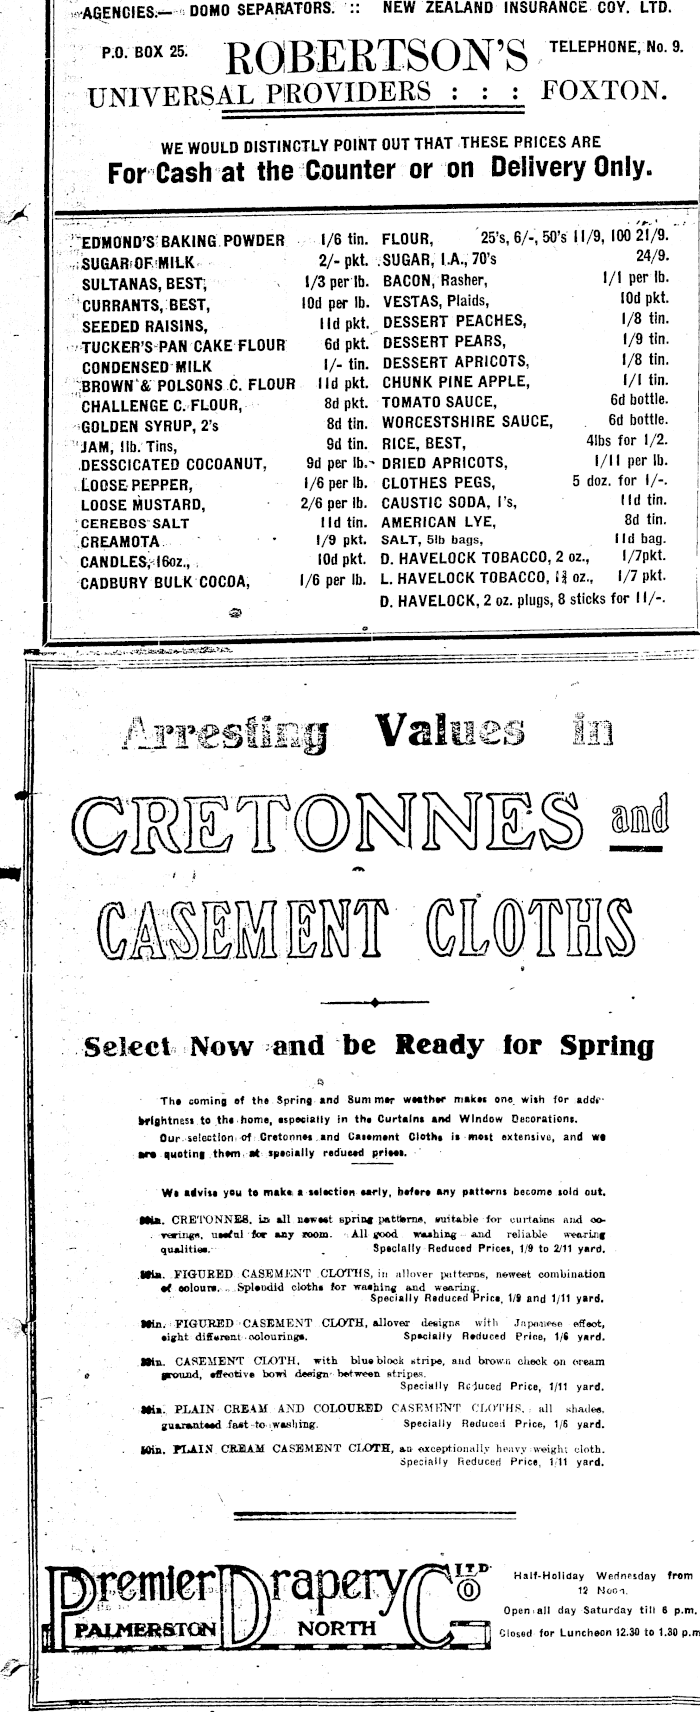 AGENCIES.— DOMO SEPARATORS. :: NEW ZEALAND INSURANCE COY. LTD.
P.O. BOX 25. ROBERTSON'S TELEPHONE, No. 9.
UNIVERSAL PROVIDERS : : : FOXTON.
WE WOULD DISTINCTLY POINT OUT THAT THESE PRICES ARE
For Cash at the Counter or on Delivery Only.
EDMOND'S BAKING POWDER 1/6 tin.
SUGAR OF MILK 2/- pkt.
SULTANAS, BEST, 1/3 per lb.
CURRANTS, BEST, 10d per lb.
SEEDED RAISINS, 11d pkt.
TUCKER'S PAN CAKE FLOUR 6d pkt.
CONDENSED MILK 1/- tin.
BROWN & POLSONS C. FLOUR 11d pkt.
CHALLENGE C. FLOUR, 8d pkt.
GOLDEN SYRUP, 2's 8d tin.
JAM, 1lb. Tins, 9d tin.
DESSCICATED COCOANUT, 9d per lb.
LOOSE PEPPER, 1/6 per lb.
LOOSE MUSTARD, 2/6 per lb.
CEREBOS SALT 11d tin.
CREAMOTA 1/9 pkt.
CANDLES, 16oz., 10d pkt.
CADBURY BULK COCOA, 1/6 per lb.
FLOUR, 25's, 6/-, 50's 11/9, 100 21/9.
SUGAR, I.A., 70's 24/9.
BACON, Rasher, 1/1 per lb.
VESTAS, Plaids, 10d pkt.
DESSERT PEACHES, 1/8 tin.
DESSERT PEARS, 1/9 tin.
DESSERT APRICOTS, 1/8 tin.
CHUNK PINE APPLE, 1/1 tin.
TOMATO SAUCE, 6d bottle.
WORCESTSHIRE SAUCE, 6d bottle.
RICE, BEST, 4lbs for 1/2.
DRIED APRICOTS, 1/11 per lb.
CLOTHES PEGS, 5 doz. for 1/-.
CAUSTIC SODA, 1's, 11d tin.
AMERICAN LYE, 8d tin.
SALT, 5lb bags, 11d bag.
D. HAVELOCK TOBACCO, 2 oz., 1/7pkt.
L. HAVELOCK TOBACCO, 1¾ oz., 1/7 pkt.
D. HAVELOCK, 2 oz. plugs, 8 sticks for 11/-.
Arresting Values in
CRETONNES and
CASEMENT CLOTHS
Select Now and be Ready for Spring
The coming of the Spring and Summer weather makes one wish for
brightness to the home, especially in the Curtains and Window Decorations.
Our selection of Cretonnes and Casement Cloths is most extensive, and we
are quoting them at specially reduced prices.
We advise you to make a selection early, before any patterns become sold out.
CRETONNES, in all newest spring patterns, suitable for curtains and co-
verings, useful for any room. All good washing and reliable wearing
qualities. Specially Reduced Prices, 1/9 to 2/11 yard.
FIGURED CASEMENT CLOTHS, in allover patterns, newest combination
of colours. Splendid cloths for washing and wearing.
Specially Reduced Price, 1/9 and 1/11 yard.
FIGURED CASEMENT CLOTH, allover designs with Japanese effect,
eight different colourings. Specially Reduced Price, 1/6 yard.
CASEMENT CLOTH, with blue block stripe, and brown check on cream
ground, effective bowl design between stripes.
Specially Reduced Price, 1/11 yard.
PLAIN CREAM AND COLOURED CASEMENT CLOTHS, all shades,
guaranteed fast to washing. Specially Reduced Price, 1/6 yard.
50in. PLAIN CREAM CASEMENT CLOTH, an exceptionally heavy weight cloth.
Specially Reduced Price, 1/11 yard.
Premier Drapery Co LTD
PALMERSTON NORTH
Half-Holiday Wednesday from
12 Noon.
Open all day Saturday till 6 p.m.
Closed for Luncheon 12.30 to 1.30 p.m